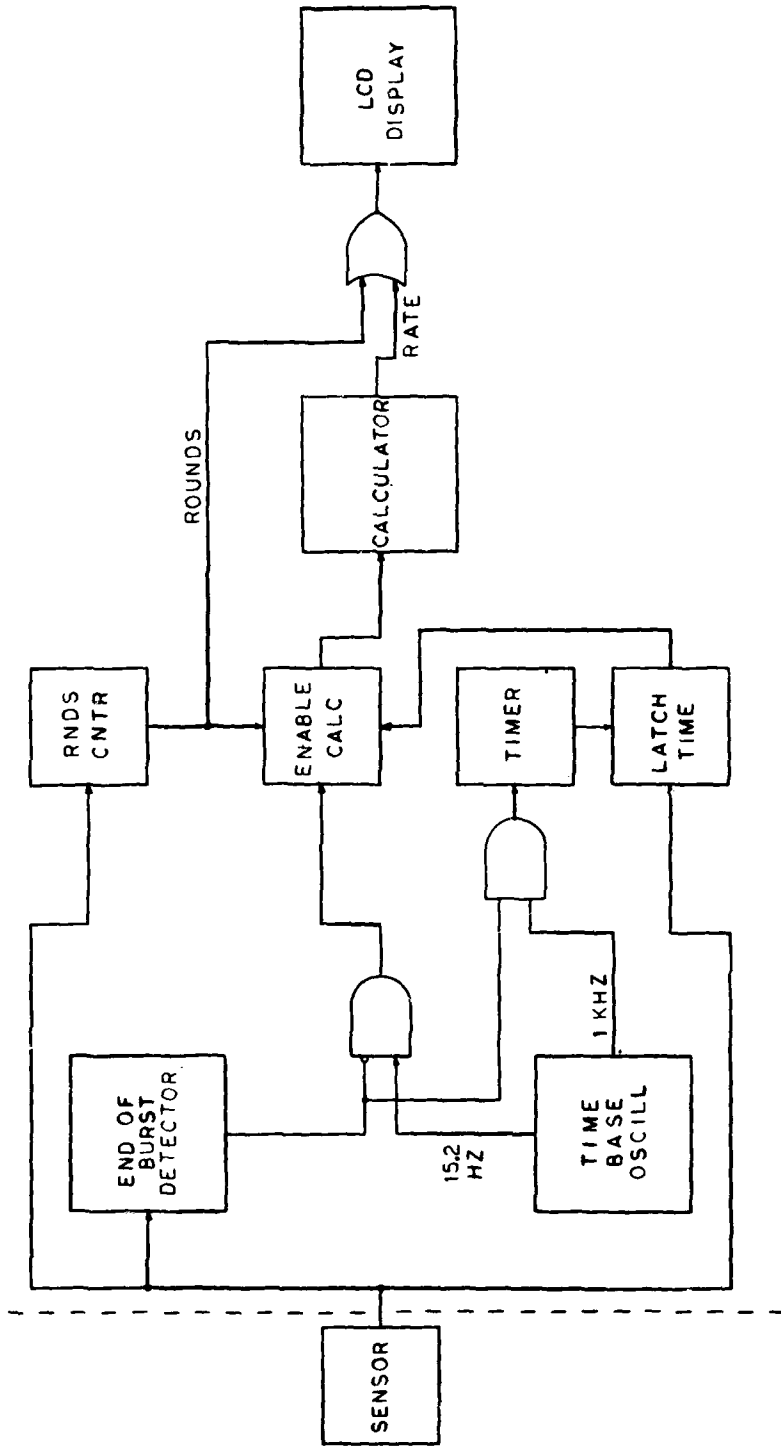 SENSOR
END OF
BURST
DETECTOR
TIME
BASE
OSCILL
15.2
HZ
1 KHZ
RNDS
CNTR
ENABLE
CALC
TIMER
LATCH
TIME
ROUNDS
CALCULATOR
RATE
LCD
DISPLAY